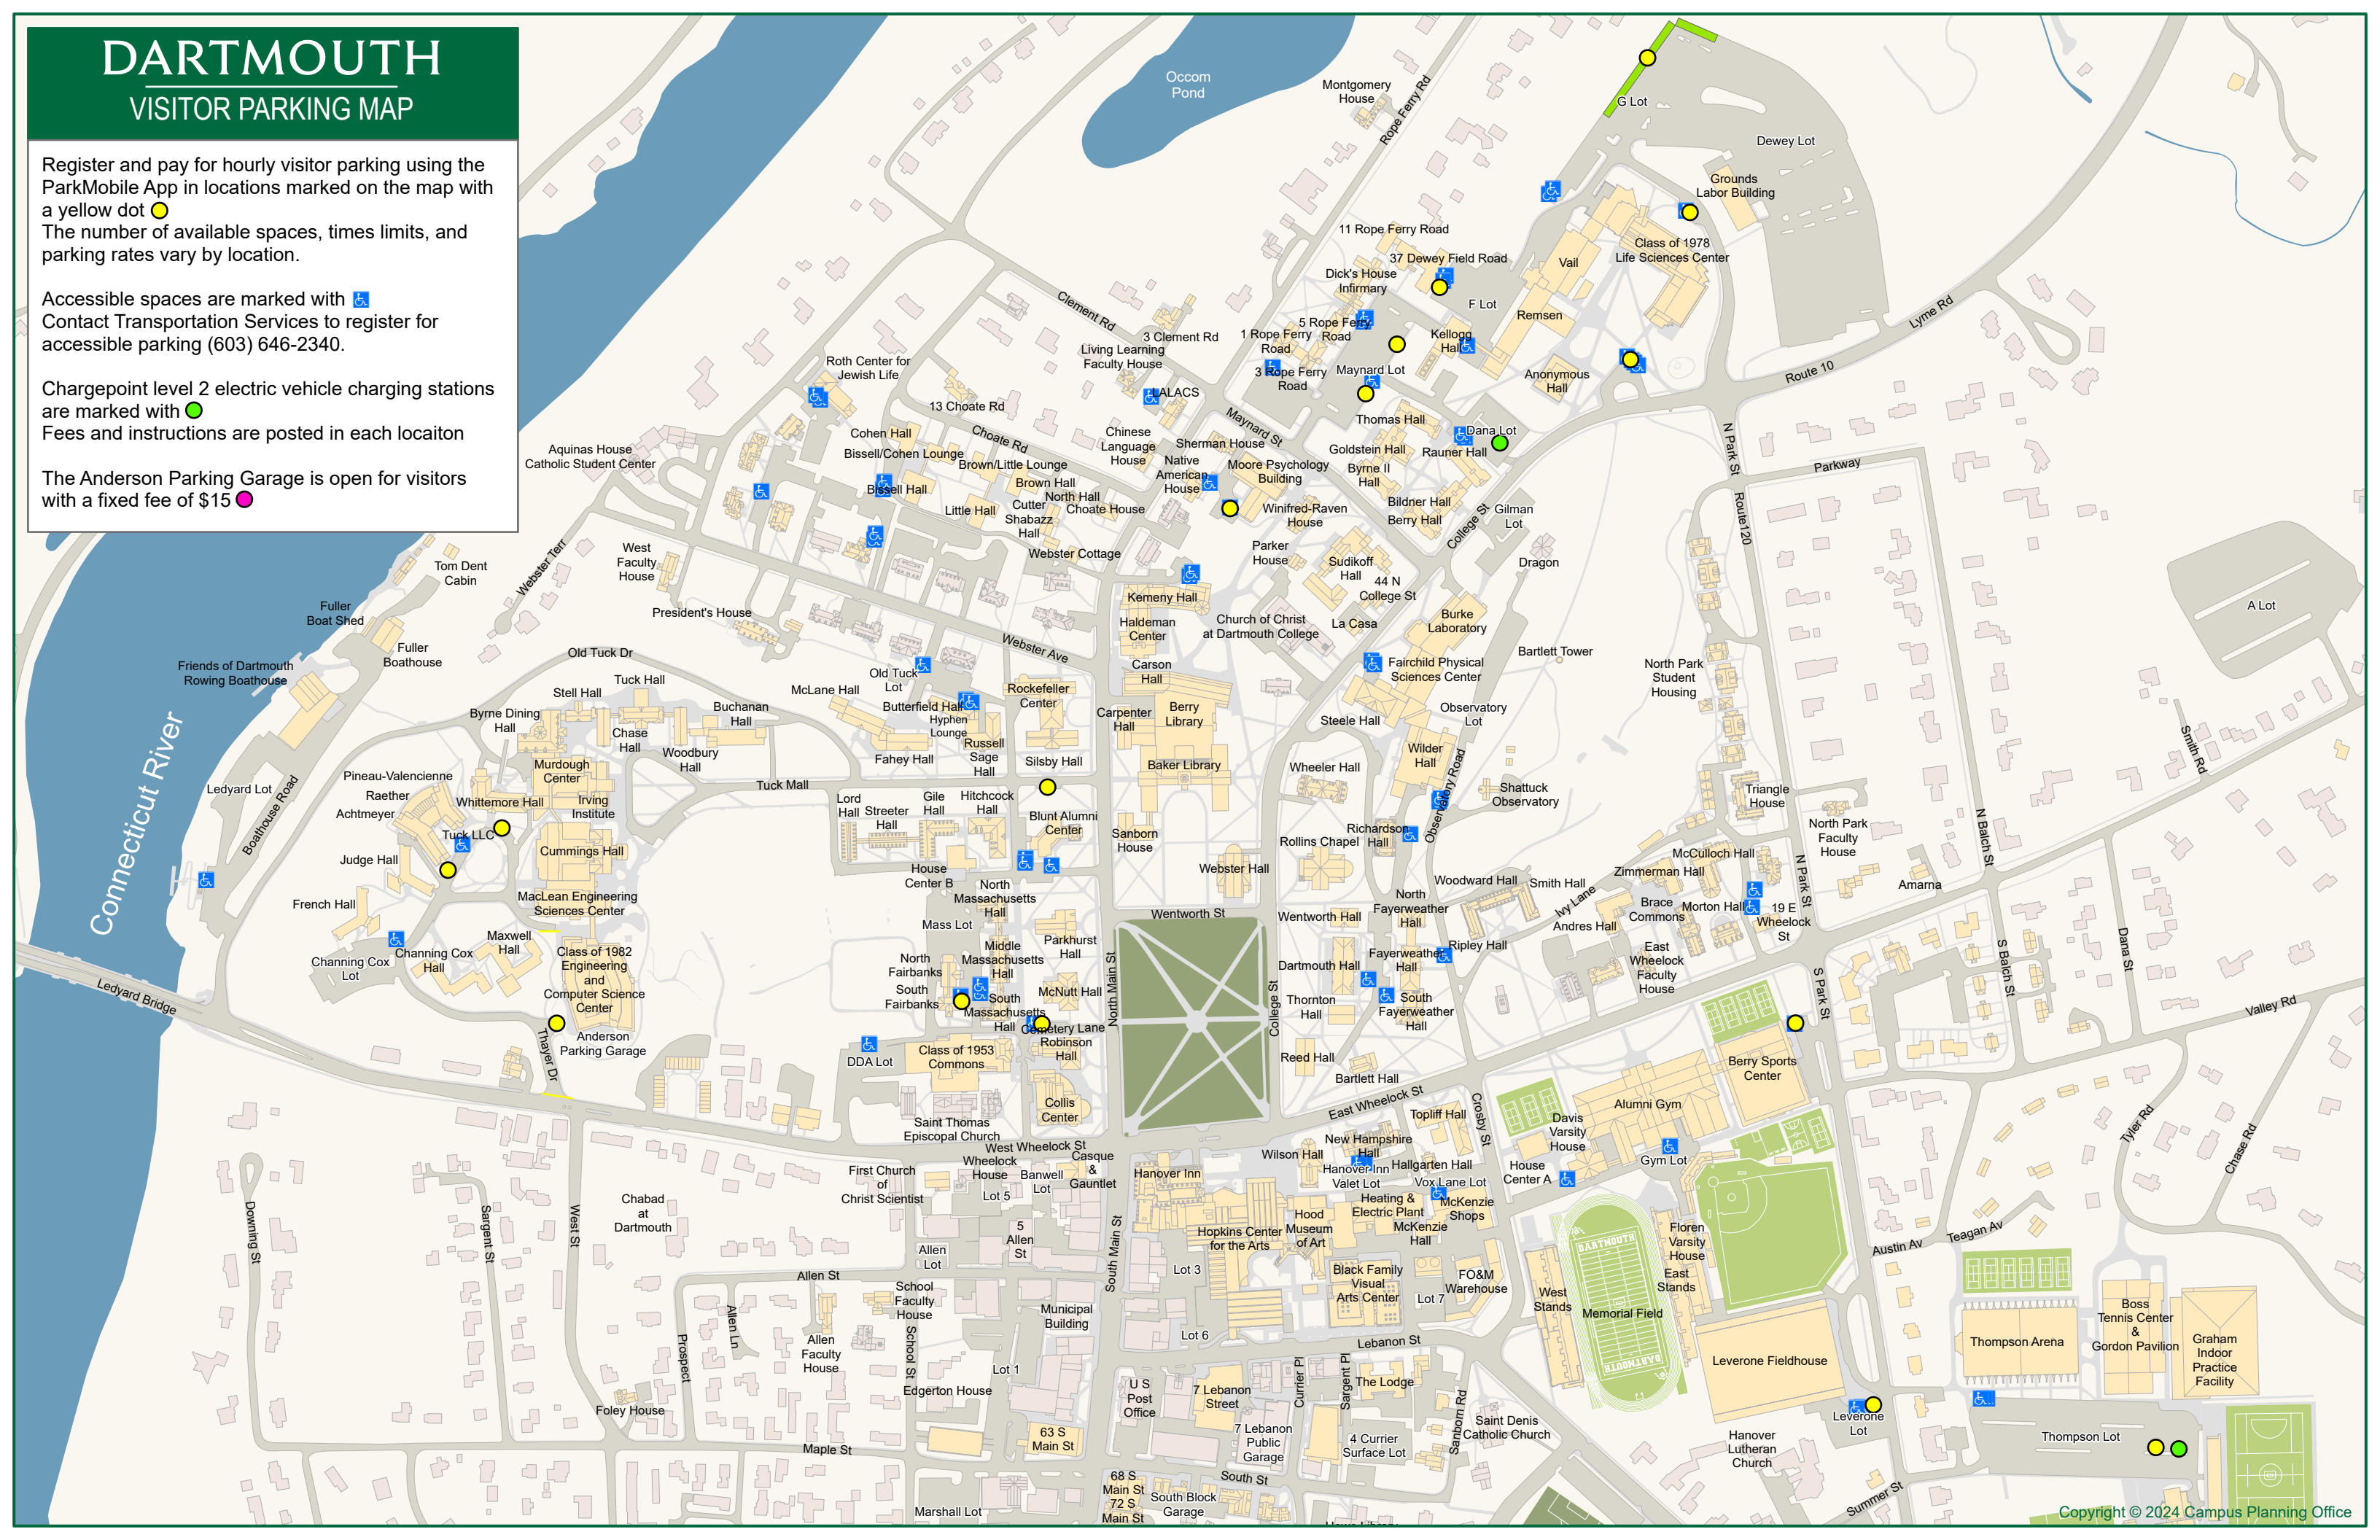 DARTMOUTH
VISITOR PARKING MAP
Register and pay for hourly visitor parking using the
ParkMobile App in locations marked on the map with
a yellow dot
The number of available spaces, times limits, and
parking rates vary by location.
Accessible spaces are marked with
Contact Transportation Services to register for
accessible parking (603) 646-2340.
Chargepoint level 2 electric vehicle charging stations
are marked with
Fees and instructions are posted in each locaiton
The Anderson Parking Garage is open for visitors
with a fixed fee of $15
Occom
Pond
Montgomery
House
Rope Ferry Rd
G Lot
Dewey Lot
Grounds
Labor Building
11 Rope Ferry Road
37 Dewey Field Road
Dick's House
Infirmary
Class of 1978
Life Sciences Center
Vail
F Lot
Remsen
Clement Rd
3 Clement Rd
5 Rope Ferry
Road
1 Rope Ferry
Road
Kellogg
Hall
3 Rope Ferry
Road
Maynard Lot
Anonymous
Hall
Lyme Rd
Route 10
Living Learning
Faculty House
LALACS
Roth Center for
Jewish Life
13 Choate Rd
Choate Rd
Maynard St
Thomas Hall
Dana Lot
Goldstein Hall
Rauner Hall
Cohen Hall
Bissell/Cohen Lounge
Bissell Hall
Brown/Little Lounge
Brown Hall
North Hall
Choate House
Little Hall
Cutter
Shabazz
Hall
Chinese
Language
House
Sherman House
Native
American
House
Moore Psychology
Building
Byrne II
Hall
Bildner Hall
Berry Hall
Winifred-Raven
House
College St
Gilman
Lot
N Park St
Route120
Parkway
Aquinas House
Catholic Student Center
Webster Terr
West
Faculty
House
Webster Cottage
Parker
House
Sudikoff
Hall
44 N
College St
Dragon
A Lot
Tom Dent
Cabin
Fuller
Boat Shed
Fuller
Boathouse
Friends of Dartmouth
Rowing Boathouse
President's House
Kemeny Hall
Haldeman
Center
Church of Christ
at Dartmouth College
La Casa
Burke
Laboratory
Bartlett Tower
Old Tuck Dr
Webster Ave
Carson
Hall
Fairchild Physical
Sciences Center
North Park
Student
Housing
Stell Hall
Tuck Hall
McLane Hall
Old Tuck
Lot
Butterfield Hall
Hyphen
Lounge
Rockefeller
Center
Carpenter
Hall
Berry
Library
Steele Hall
Observatory
Lot
Byrne Dining
Hall
Chase
Hall
Buchanan
Hall
Woodbury
Hall
Russell
Sage
Hall
Fahey Hall
Silsby Hall
Baker Library
Wilder
Hall
Smith Rd
Murdough
Center
Pineau-Valencienne
Raether
Achtmeyer
Whittemore Hall
Irving
Institute
Tuck Mall
Wheeler Hall
Observatory Road
Shattuck
Observatory
Triangle
House
Ledyard Lot
Boathouse Road
Connecticut River
Tuck LLC
Cummings Hall
Lord
Hall
Streeter
Hall
Gile
Hall
Hitchcock
Hall
Blunt Alumni
Center
Sanborn
House
Richardson
Hall
Rollins Chapel
North Park
Faculty
House
N Balch St
Judge Hall
House
Center B
Webster Hall
McCulloch Hall
Zimmerman Hall
N Park St
Amarna
French Hall
MacLean Engineering
Sciences Center
North
Massachusetts
Hall
Wentworth St
Wentworth Hall
North
Fayerweather
Hall
Woodward Hall
Smith Hall
Ivy Lane
Brace
Commons
Morton Hall
19 E
Wheelock
St
Andres Hall
Mass Lot
Parkhurst
Hall
Maxwell
Hall
Channing Cox
Hall
Channing Cox
Lot
Class of 1982
Engineering
and
Computer Science
Center
Middle
Massachusetts
Hall
North
Fairbanks
South
Fairbanks
McNutt Hall
North Main St
College St
Dartmouth Hall
Fayerweather
Hall
Ripley Hall
East
Wheelock
Faculty
House
S Park St
S Balch St
Dana St
Valley Rd
Ledyard Bridge
Thayer Dr
Anderson
Parking Garage
South
Massachusetts
Hall
Cemetery Lane
Robinson
Hall
Thornton
Hall
South
Fayerweather
Hall
DDA Lot
Class of 1953
Commons
Reed Hall
Bartlett Hall
Berry Sports
Center
Collis
Center
Saint Thomas
Episcopal Church
East Wheelock St
Crosby St
Topliff Hall
Alumni Gym
Davis
Varsity
House
Tyler Rd
Chase Rd
West Wheelock St
Wheelock
House
Banwell
Lot
Casque
&
Gauntlet
Hanover Inn
Wilson Hall
New Hampshire
Hall
Hanover Inn
Valet Lot
Hallgarten Hall
Vox Lane Lot
House
Center A
Gym Lot
First Church
of
Christ Scientist
Lot 5
Chabad
at
Dartmouth
Downing St
Sargent St
West St
5
Allen
St
South Main St
Hopkins Center
for the Arts
Hood
Museum
of Art
Heating &
Electric Plant
McKenzie
Shops
McKenzie
Hall
Floren
Varsity
House
Teagan Av
Austin Av
Allen
Lot
Allen St
Lot 3
Black Family
Visual
Arts Center
FO&M
Warehouse
Lot 7
DARTMOUTH
West
Stands
East
Stands
Memorial Field
DARTMOUTH
School
Faculty
House
Allen Ln
Prospect
Allen
Faculty
House
School St
Municipal
Building
Lot 6
Lebanon St
Leverone Fieldhouse
Thompson Arena
Boss
Tennis Center
&
Gordon Pavilion
Graham
Indoor
Practice
Facility
Lot 1
Edgerton House
U S
Post
Office
7 Lebanon
Street
Currier Pl
Sargent Pl
The Lodge
Sanborn Rd
Foley House
Saint Denis
Catholic Church
Leverone
Lot
Thompson Lot
Maple St
63 S
Main St
7 Lebanon
Public
Garage
4 Currier
Surface Lot
Hanover
Lutheran
Church
South St
68 S
Main St
72 S
Main St
South Block
Garage
Marshall Lot
Summer St
Howe Library
Copyright © 2024 Campus Planning Office